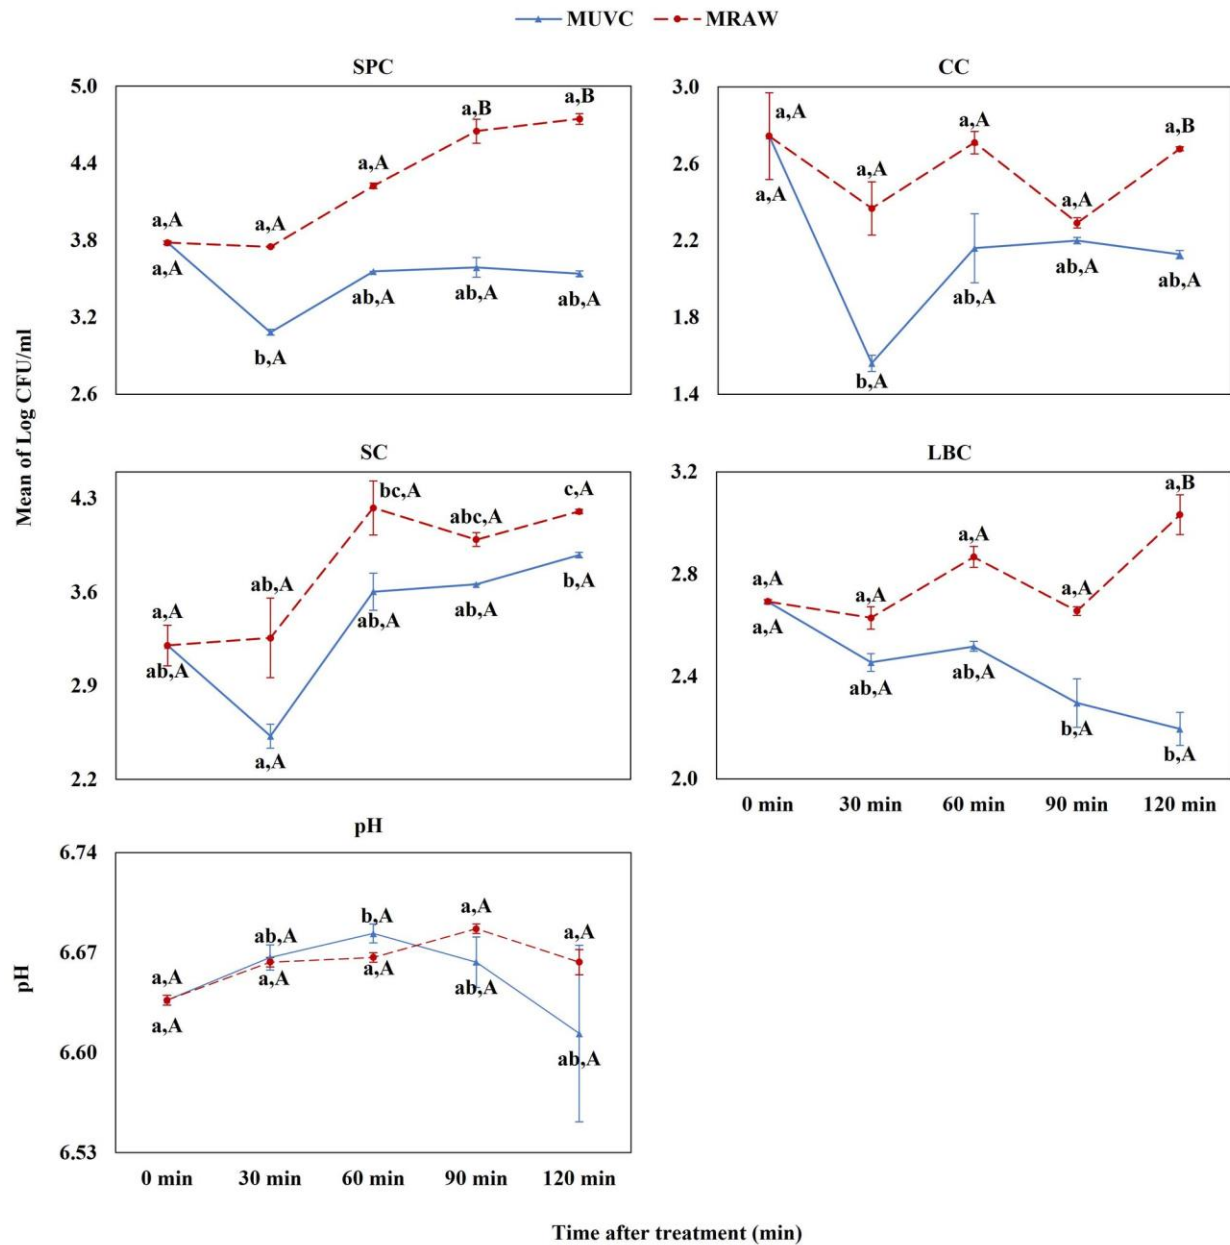 MUVC MRAW
SPC
5.0
4.4
3.8
3.2
2.6
a,A
a,A
a,A
a,B
a,B
a,A
b,A
ab,A
ab,A
ab,A
CC
3.0
2.6
2.2
1.8
1.4
a,A
a,A
a,A
a,A
a,B
a,A
b,A
ab,A
ab,A
ab,A
Mean of Log CFU/ml
SC
4.3
3.6
2.9
2.2
a,A
ab,A
bc,A
abc,A
c,A
ab,A
a,A
ab,A
ab,A
b,A
LBC
3.2
2.8
2.4
2.0
a,A
a,A
a,A
a,A
a,B
a,A
ab,A
ab,A
b,A
b,A
0 min 30 min 60 min 90 min 120 min
pH
6.74
6.67
6.60
6.53
pH
a,A
ab,A
b,A
a,A
a,A
a,A
a,A
a,A
ab,A
ab,A
0 min 30 min 60 min 90 min 120 min
Time after treatment (min)